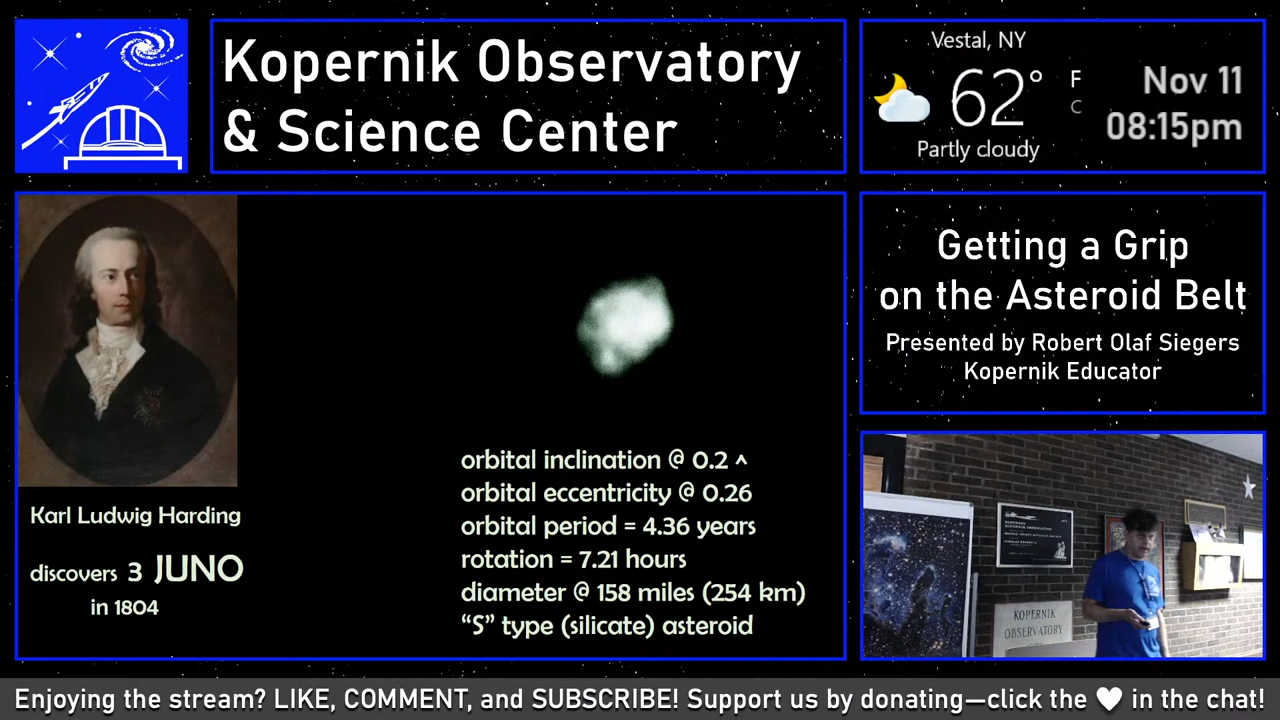 Kopernik Observatory
& Science Center
Vestal, NY
62° F
C
Partly cloudy
Nov 11
08:15pm
Karl Ludwig Harding
discovers 3 JUNO
in 1804
orbital inclination @ 0.2 ^
orbital eccentricity @ 0.26
orbital period = 4.36 years
rotation = 7.21 hours
diameter @ 158 miles (254 km)
“S” type (silicate) asteroid
Getting a Grip
on the Asteroid Belt
Presented by Robert Olaf Siegers
Kopernik Educator
KOPERNIK
OBSERVATORY
Enjoying the stream? LIKE, COMMENT, and SUBSCRIBE! Support us by donating—click the ♥ in the chat!